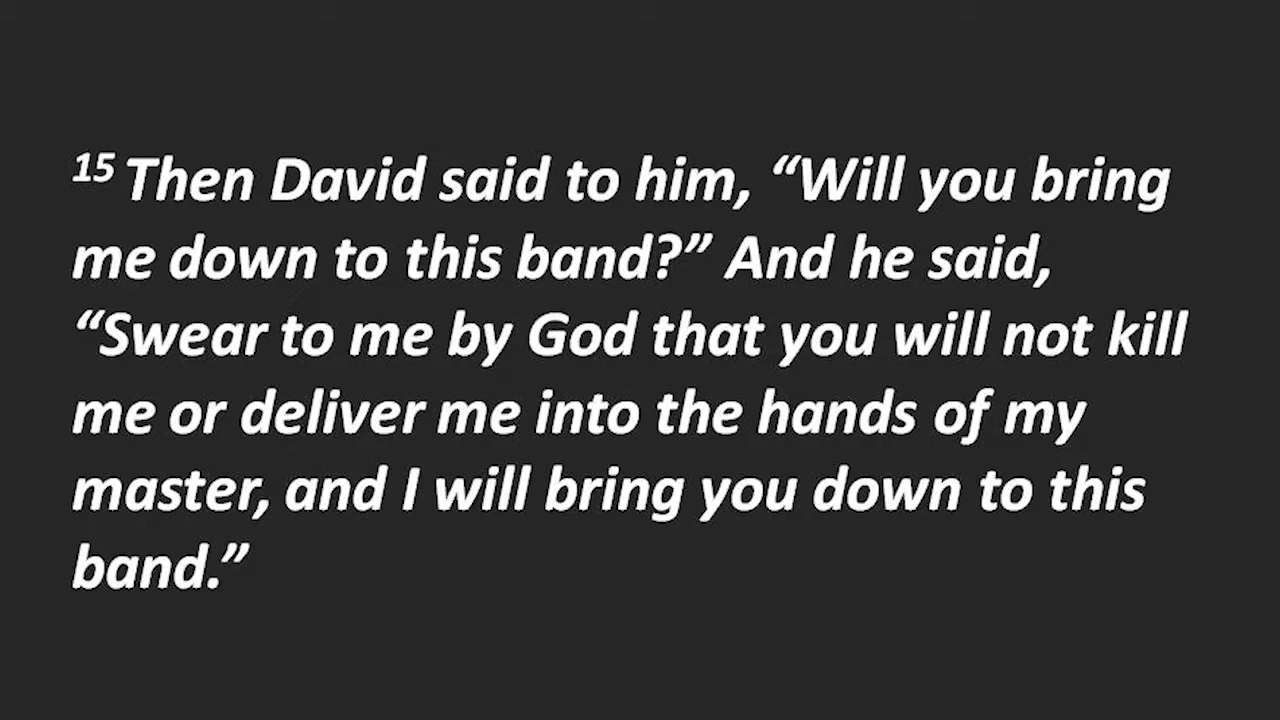 15 Then David said to him, “Will you bring
me down to this band?” And he said,
“Swear to me by God that you will not kill
me or deliver me into the hands of my
master, and I will bring you down to this
band.”